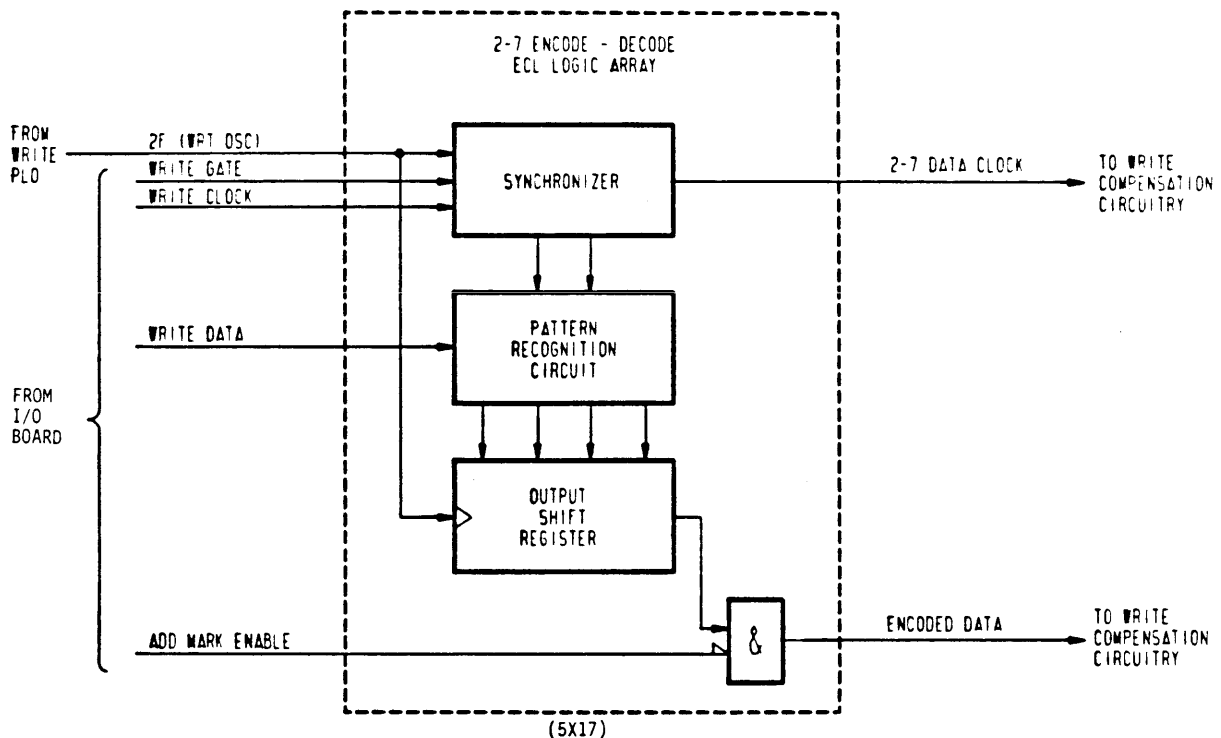 2-7 ENCODE - DECODE
ECL LOGIC ARRAY
FROM
WRITE
PLO
2F (WRT OSC)
WRITE GATE
WRITE CLOCK
SYNCHRONIZER
2-7 DATA CLOCK
TO WRITE
COMPENSATION
CIRCUITRY
WRITE DATA
PATTERN
RECOGNITION
CIRCUIT
FROM
I/O
BOARD
OUTPUT
SHIFT
REGISTER
ADD MARK ENABLE
&
ENCODED DATA
TO WRITE
COMPENSATION
CIRCUITRY
(5X17)